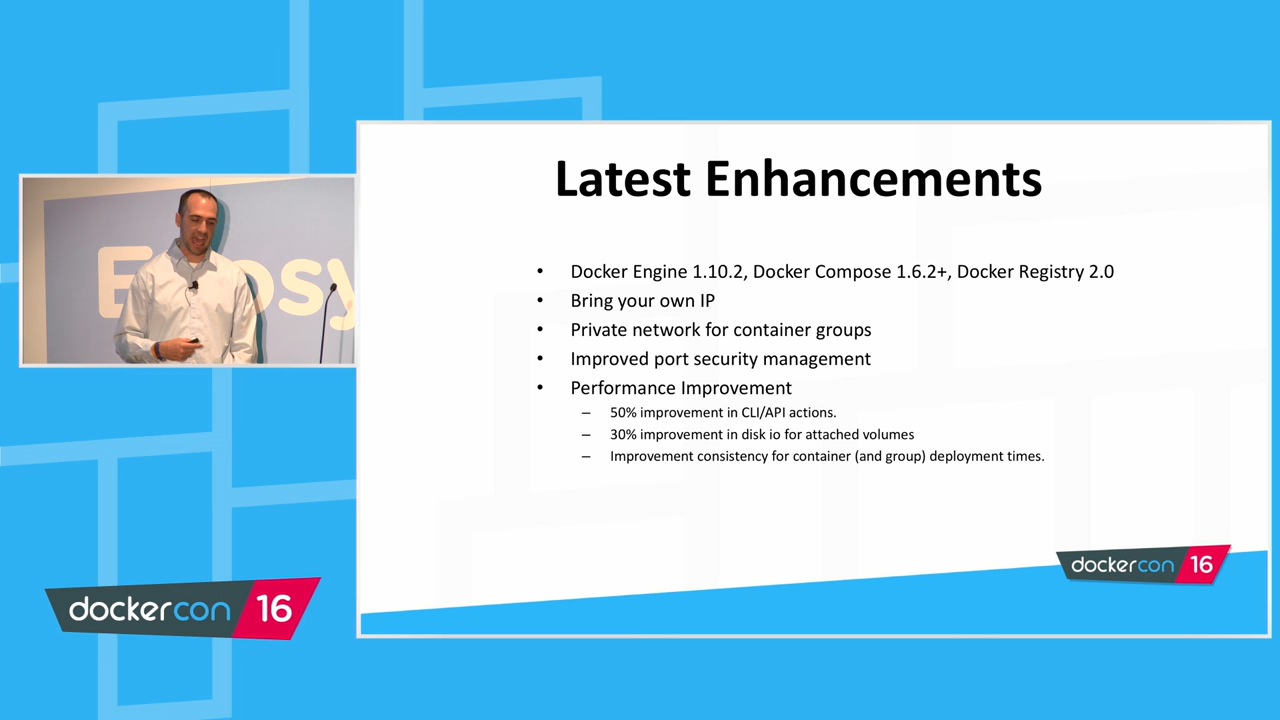 Latest Enhancements
• Docker Engine 1.10.2, Docker Compose 1.6.2+, Docker Registry 2.0
• Bring your own IP
• Private network for container groups
• Improved port security management
• Performance Improvement
– 50% improvement in CLI/API actions.
– 30% improvement in disk io for attached volumes
– Improvement consistency for container (and group) deployment times.
dockercon 16
dockercon 16